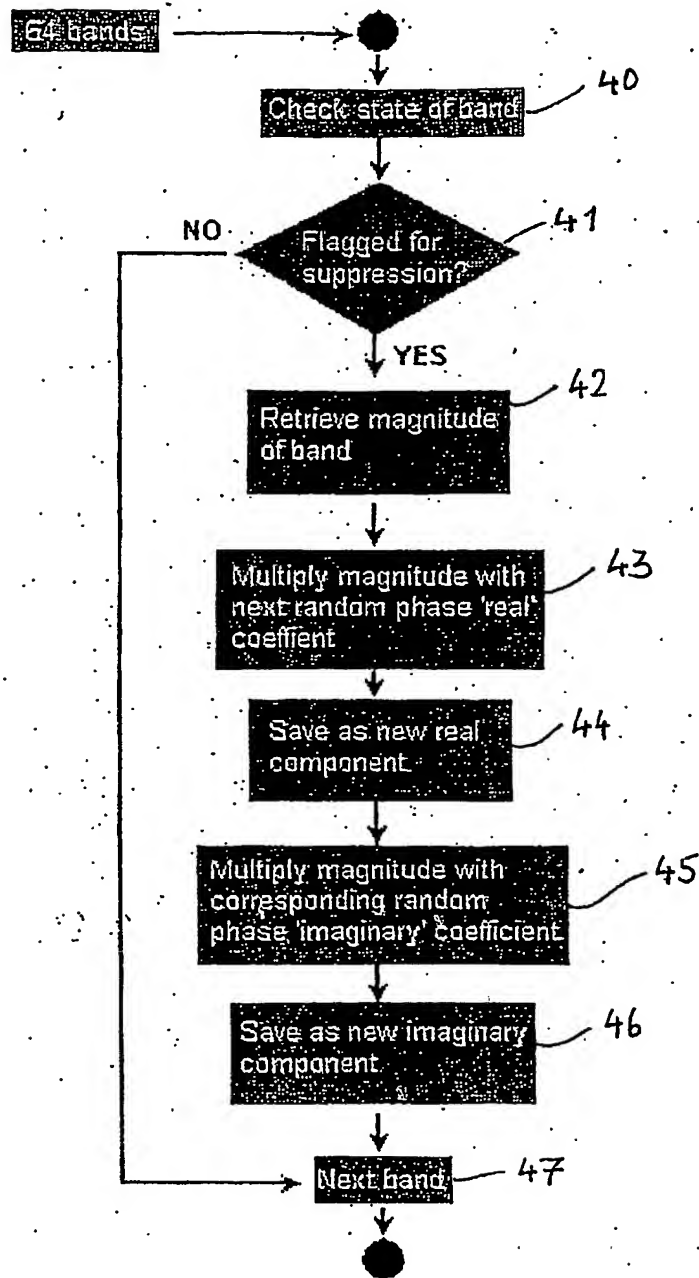 64 bands
40
Check state of band
41
NO
Flagged for
suppression?
YES
42
Retrieve magnitude
of band
43
Multiply magnitude with
next random phase 'real'
coeffient
44
Save as new real
component.
45
Multiply magnitude with
corresponding random
phase 'imaginary' coefficient
46
Save as new imaginary
component
47
Next band